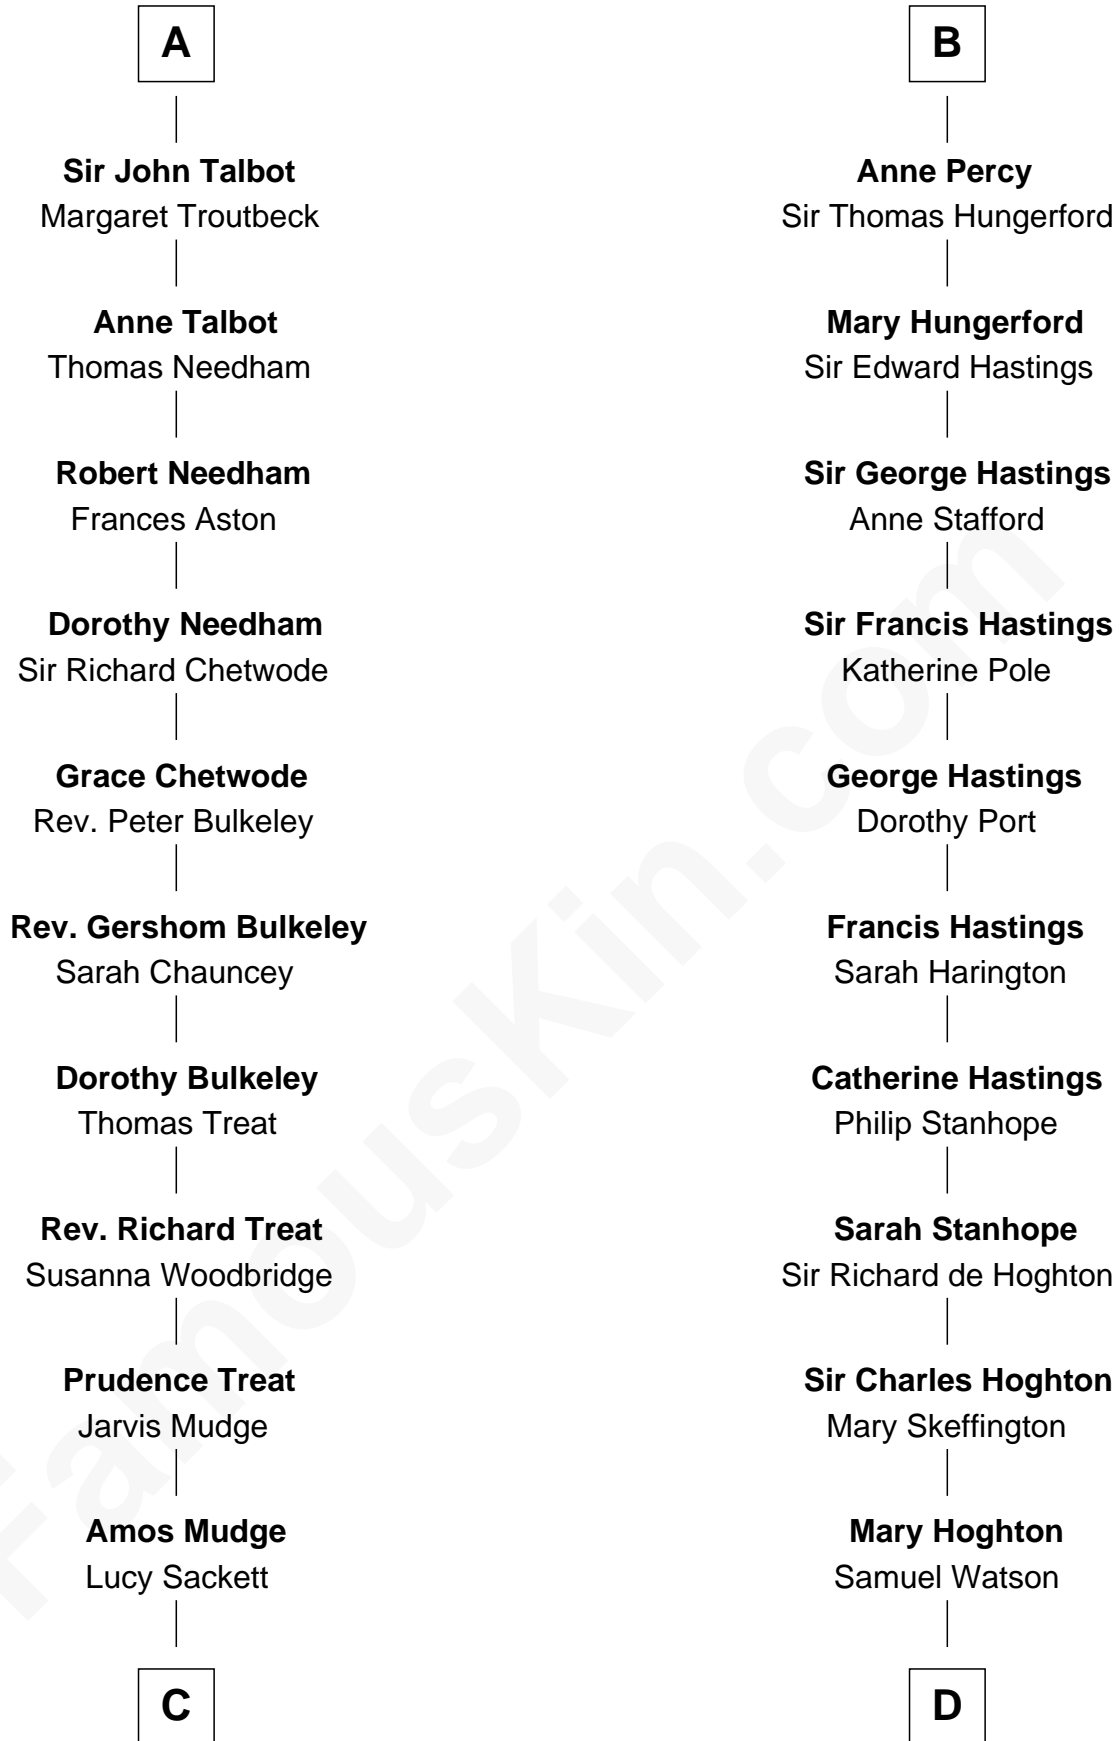 A
Sir John Talbot
Margaret Troutbeck
Anne Talbot
Thomas Needham
Robert Needham
Frances Aston
Dorothy Needham
Sir Richard Chetwode
Grace Chetwode
Rev. Peter Bulkeley
Rev. Gershom Bulkeley
Sarah Chauncey
Dorothy Bulkeley
Thomas Treat
Rev. Richard Treat
Susanna Woodbridge
Prudence Treat
Jarvis Mudge
Amos Mudge
Lucy Sackett
C
B
Anne Percy
Sir Thomas Hungerford
Mary Hungerford
Sir Edward Hastings
Sir George Hastings
Anne Stafford
Sir Francis Hastings
Katherine Pole
George Hastings
Dorothy Port
Francis Hastings
Sarah Harington
Catherine Hastings
Philip Stanhope
Sarah Stanhope
Sir Richard de Hoghton
Sir Charles Hoghton
Mary Skeffington
Mary Hoghton
Samuel Watson
D
FamousKin.com